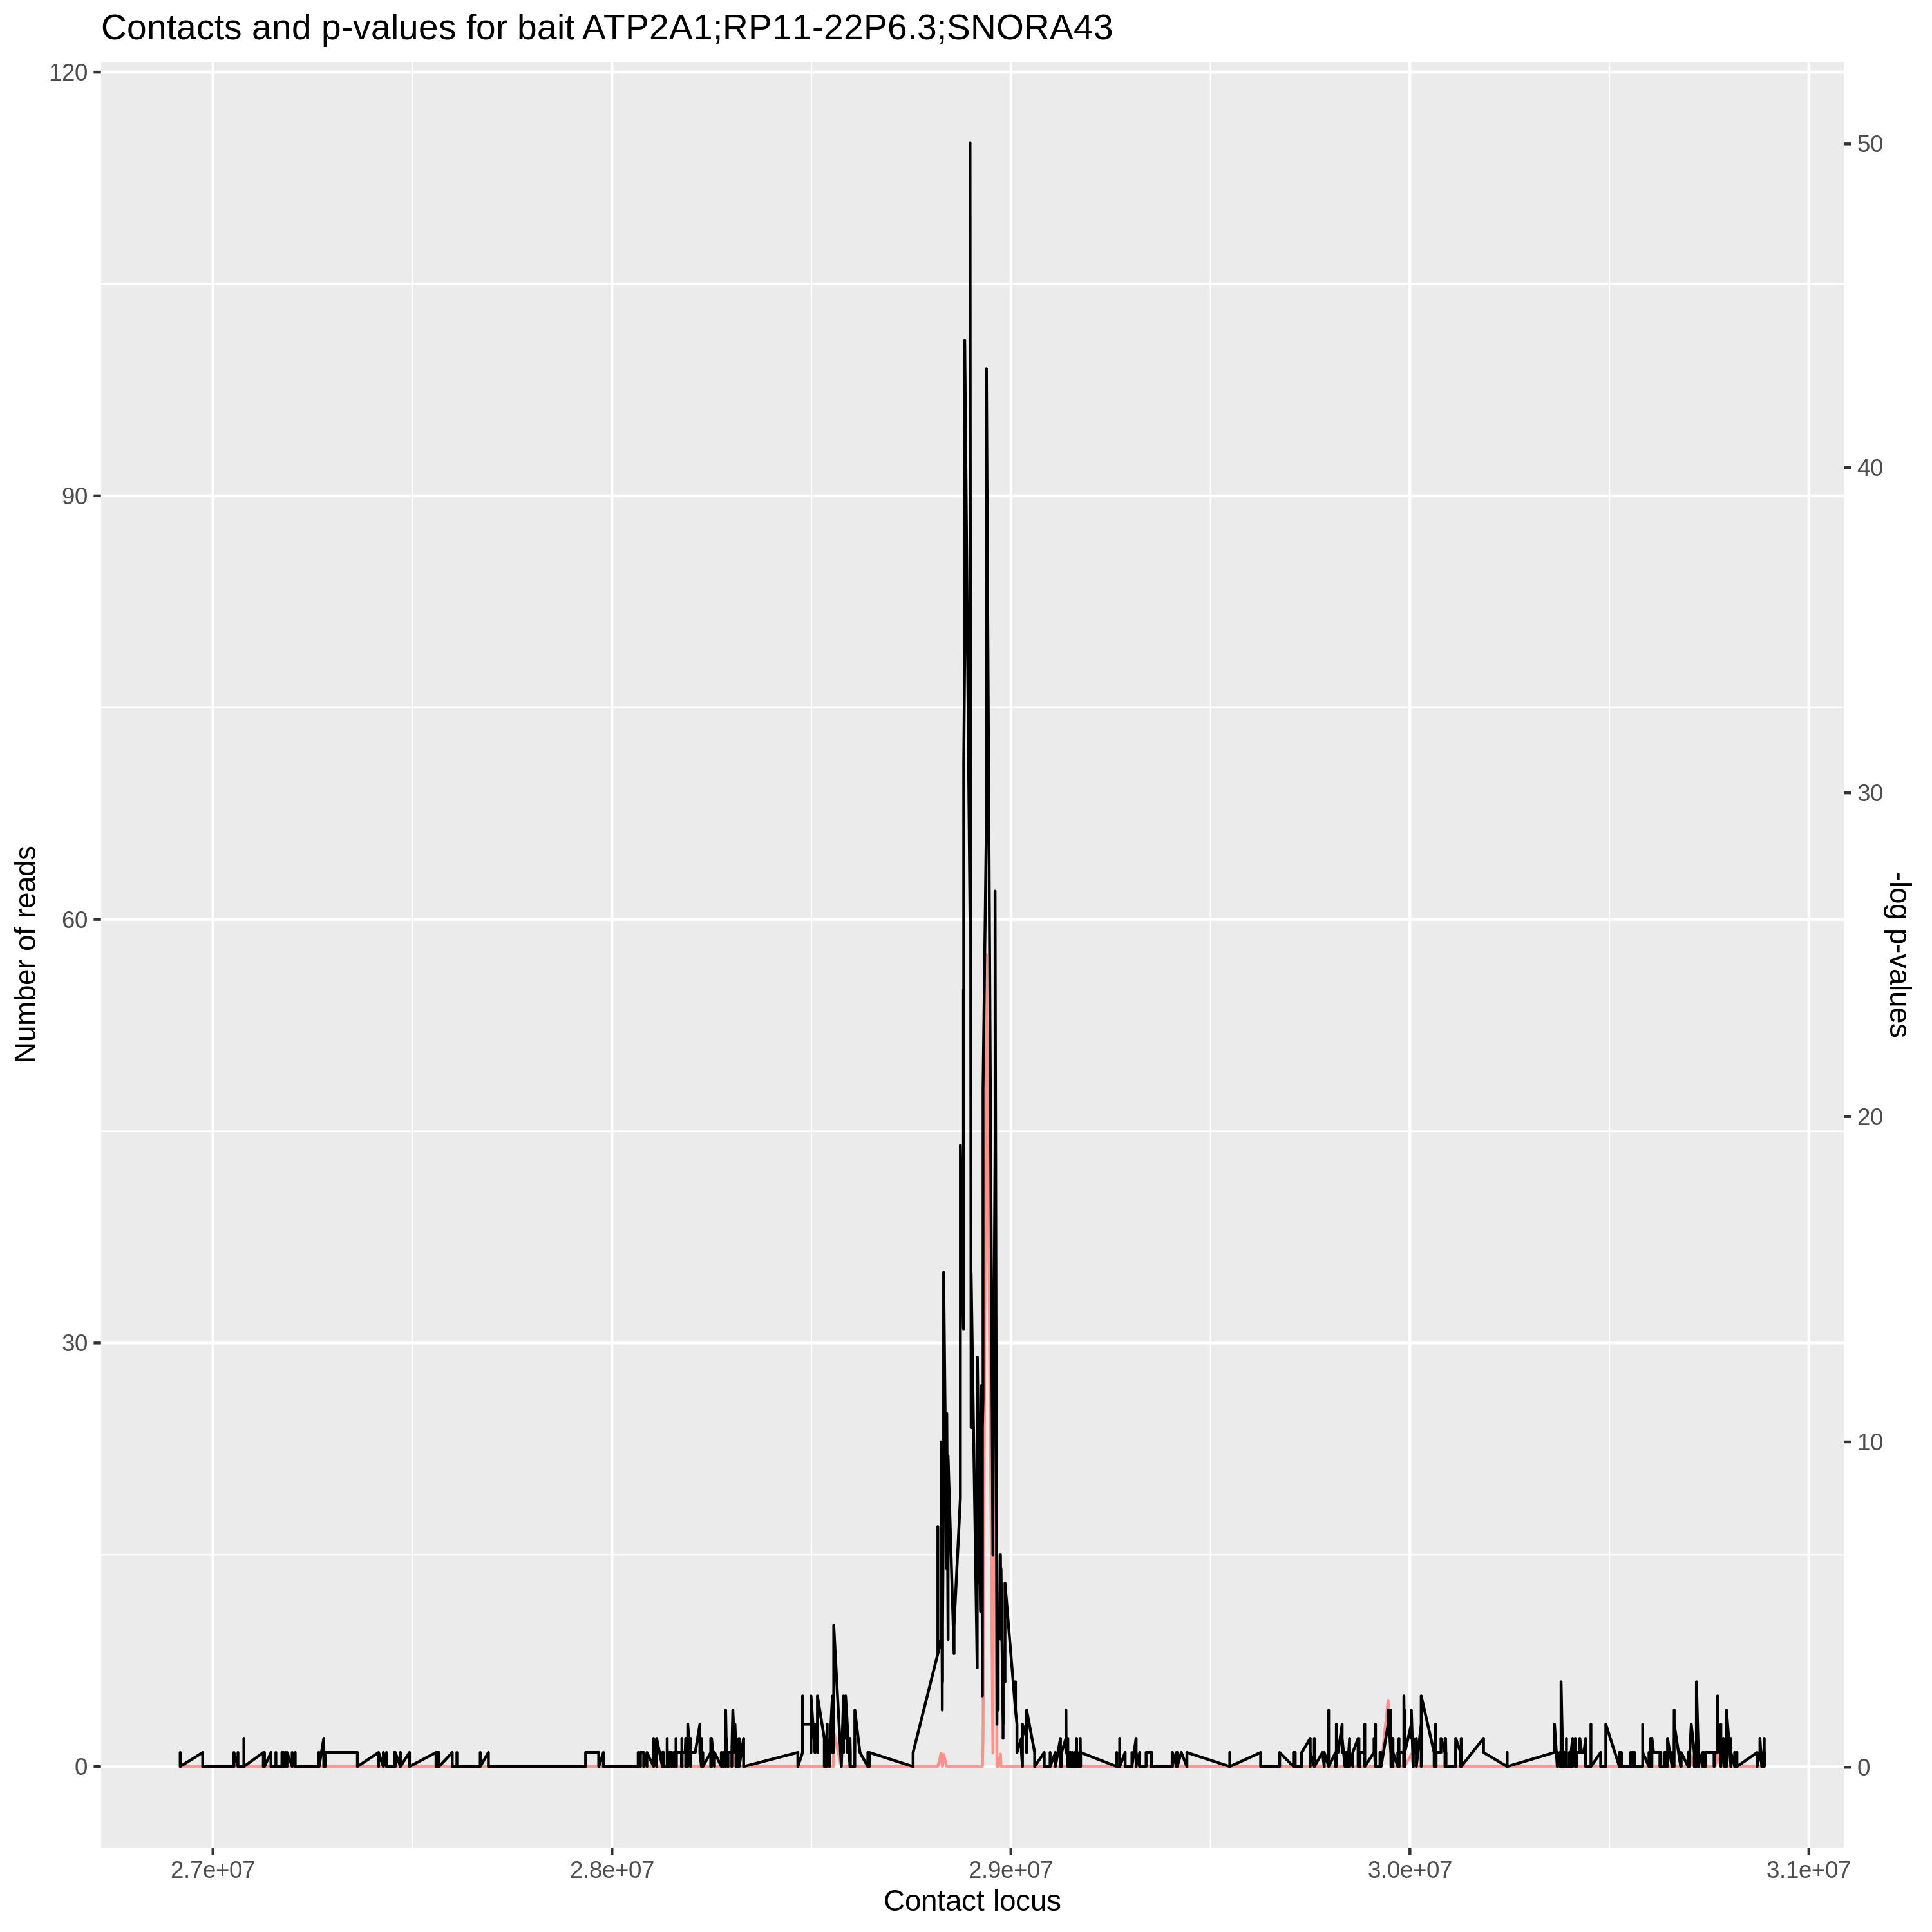 Contacts and p-values for bait ATP2A1;RP11-22P6.3;SNORA43
120
90
60
30
0
Number of reads
50
40
30
20
10
0
-log p-values
2.7e+07 2.8e+07 2.9e+07 3.0e+07 3.1e+07
Contact locus